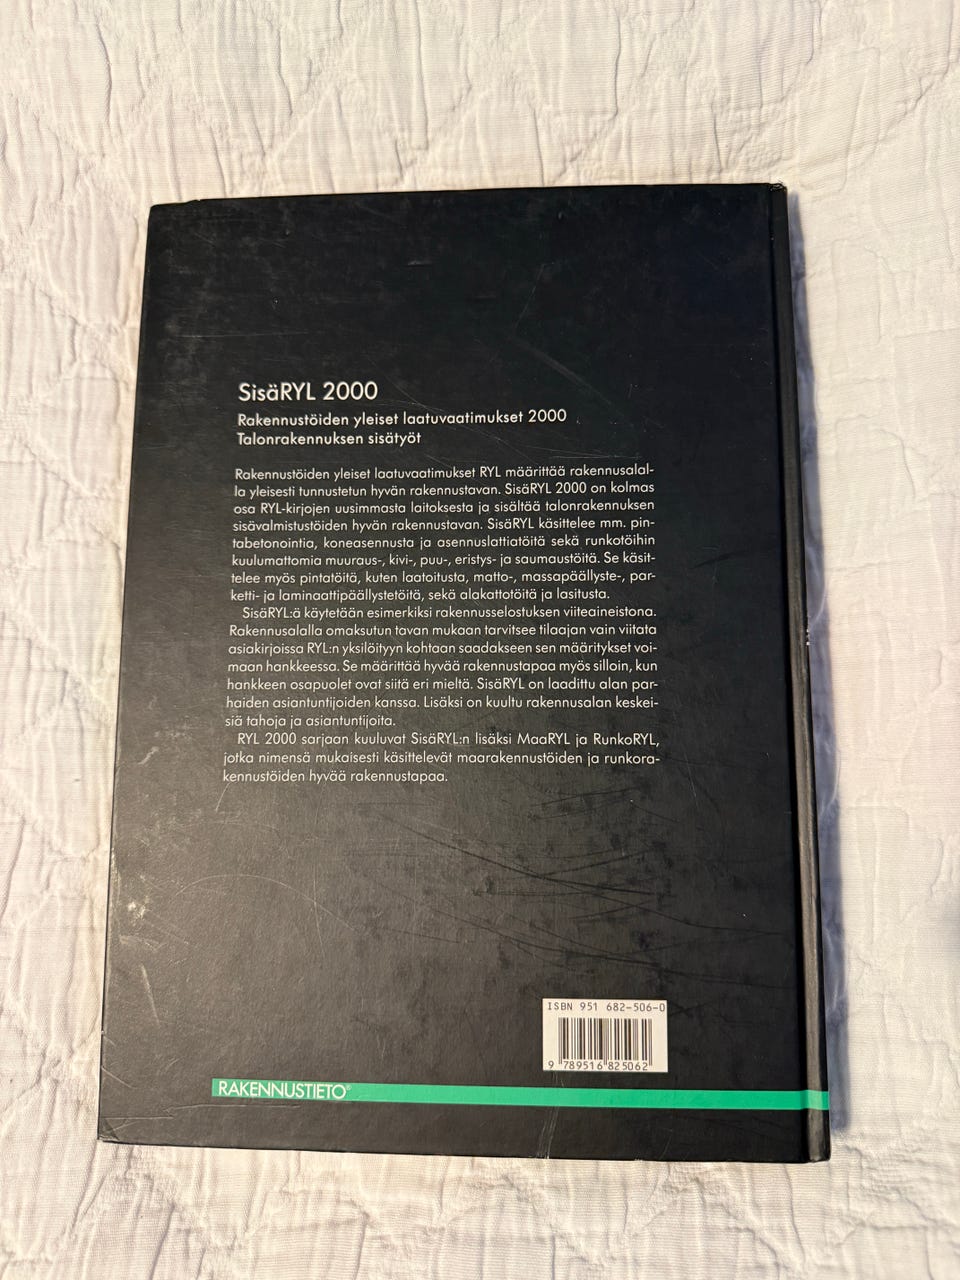 SisäRYL 2000
Rakennustöiden yleiset laatuvaatimukset 2000
Talonrakennuksen sisätyöt
Rakennustöiden yleiset laatuvaatimukset RYL määrittää rakennusalal-
la yleisesti tunnustetun hyvän rakennustavan. SisäRYL 2000 on kolmas
osa RYL-kirjojen uusimmasta laitoksesta ja sisältää talonrakennuksen
sisävalmistustöiden hyvän rakennustavan. SisäRYL käsittelee mm. pin-
tabetonointia, koneasennusta ja asennuslattiatöitä sekä runkotöihin
kuulumattomia muuraus-, kivi-, puu-, eristys- ja saumaustöitä. Se käsit-
telee myös pintatöitä, kuten laatoitusta, matto-, massapäällyste-, par-
ketti- ja laminaattipäällystetöitä, sekä alakattotöitä ja lasitusta.
SisäRYL:ä käytetään esimerkiksi rakennusselostuksen viiteaineistona.
Rakennusalalla omaksutun tavan mukaan tarvitsee tilaajan vain viitata
asiakirjoissa RYL:n yksilöityyn kohtaan saadakseen sen määritykset voi-
maan hankkeessa. Se määrittää hyvää rakennustapaa myös silloin, kun
hankkeen osapuolet ovat siitä eri mieltä. SisäRYL on laadittu alan par-
haiden asiantuntijoiden kanssa. Lisäksi on kuultu rakennusalan keskei-
siä tahoja ja asiantuntijoita.
RYL 2000 sarjaan kuuluvat SisäRYL:n lisäksi MaaRYL ja RunkoRYL,
jotka nimensä mukaisesti käsittelevät maarakennustöiden ja runkora-
kennustöiden hyvää rakennustapaa.
ISBN 951 682-506-0
9 789516 825062
RAKENNUSTIETO®